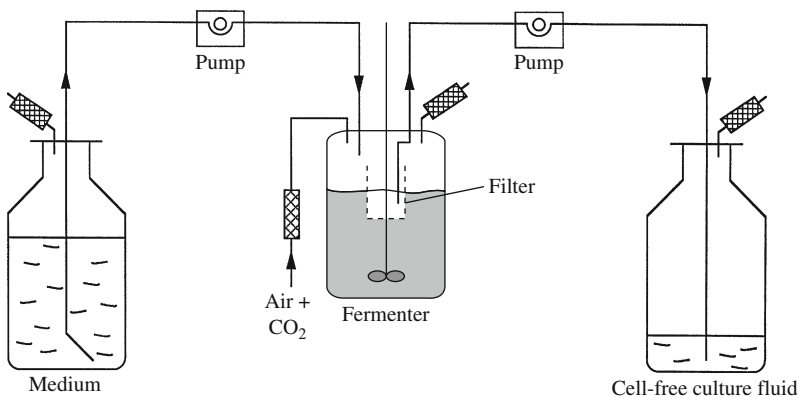 Pump
Pump
Filter
Air +
CO₂
Fermenter
Medium
Cell-free culture fluid